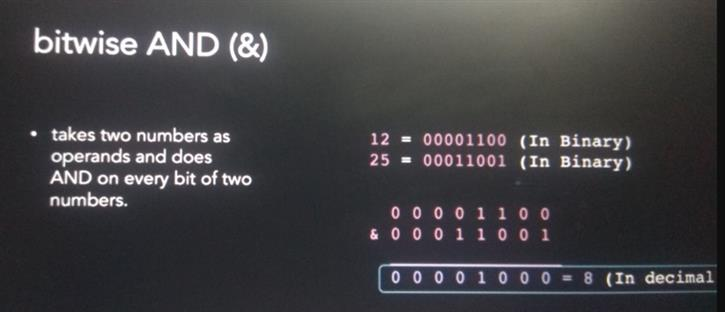 bitwise AND (&)
• takes two numbers as
operands and does
AND on every bit of two
numbers.
12 = 00001100 (In Binary)
25 = 00011001 (In Binary)
0 0 0 0 1 1 0 0
& 0 0 0 1 1 0 0 1
0 0 0 0 1 0 0 0 = 8 (In decimal